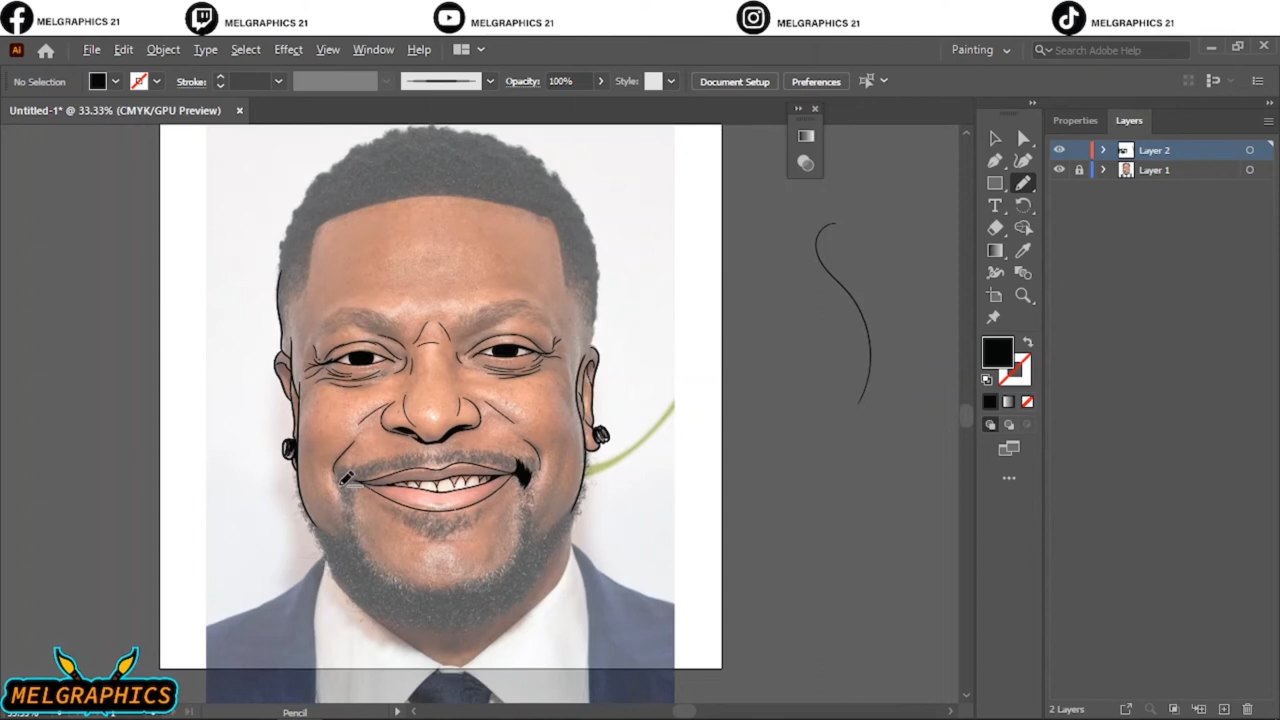 MELGRAPHICS 21
MELGRAPHICS 21
MELGRAPHICS 21
MELGRAPHICS 21
MELGRAPHICS 21
Ai File Edit Object Type Select Effect View Window Help Painting Search Adobe Help
No Selection Stroke: Opacity: 100% Style: Document Setup Preferences
Untitled-1* @ 33.33% (CMYK/GPU Preview)
Properties Layers
Layer 2
Layer 1
MELGRAPHICS
Pencil
2 Layers